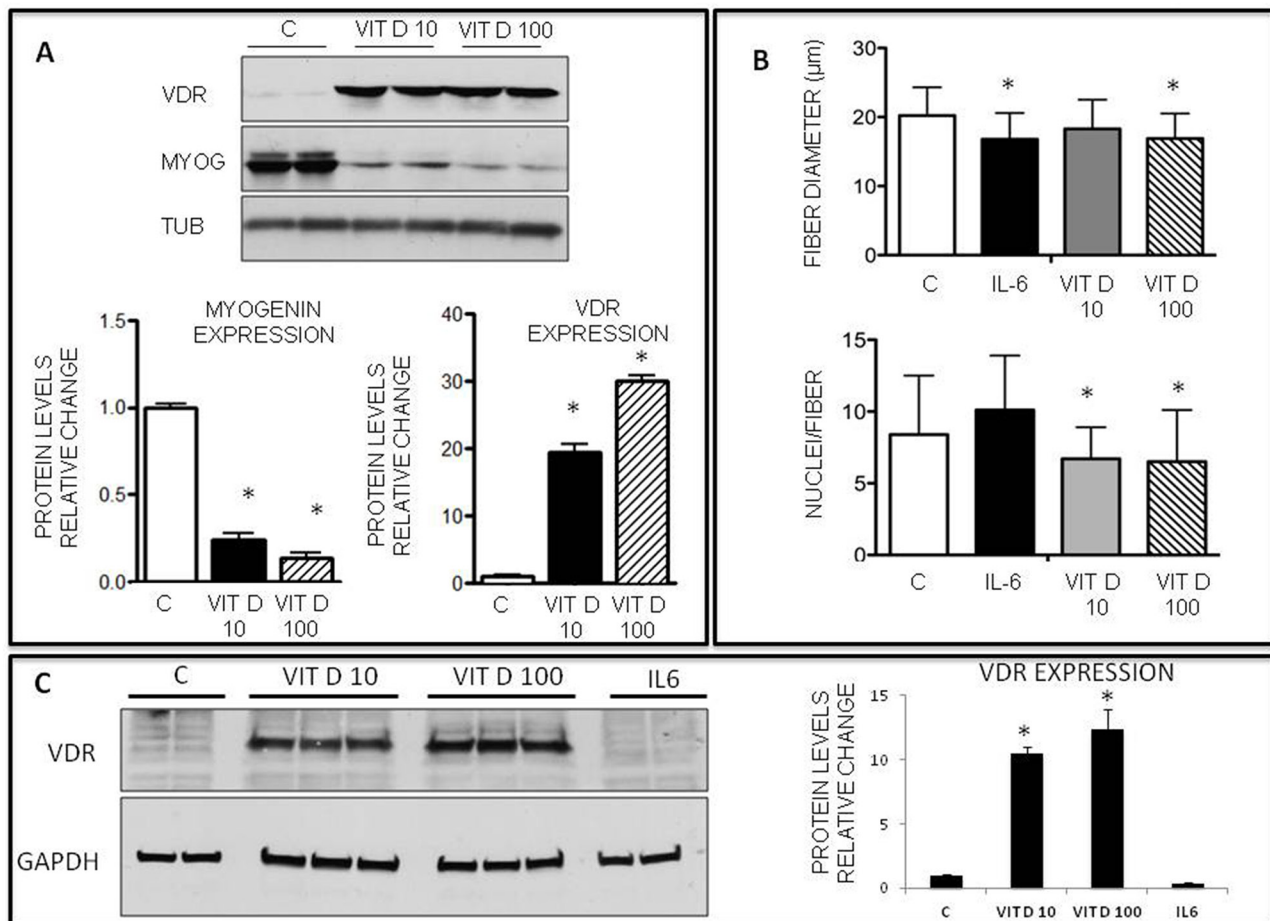 A
C VIT D 10 VIT D 100
VDR
MYOG
TUB
MYOGENIN
EXPRESSION
PROTEIN LEVELS
RELATIVE CHANGE
1.5
1.0
0.5
0.0
*
*
C VIT D VIT D
10 100
VDR
EXPRESSION
PROTEIN LEVELS
RELATIVE CHANGE
40
30
20
10
0
*
*
C VIT D VIT D
10 100
B
FIBER DIAMETER (µm)
30
20
10
0
* *
C IL-6 VIT D VIT D
10 100
NUCLEI/FIBER
15
10
5
0
* *
C IL-6 VIT D VIT D
10 100
C
C VIT D 10 VIT D 100 IL6
VDR
GAPDH
VDR EXPRESSION
PROTEIN LEVELS
RELATIVE CHANGE
15
10
15
0
*
*
C VIT D 10 VIT D 100 IL6